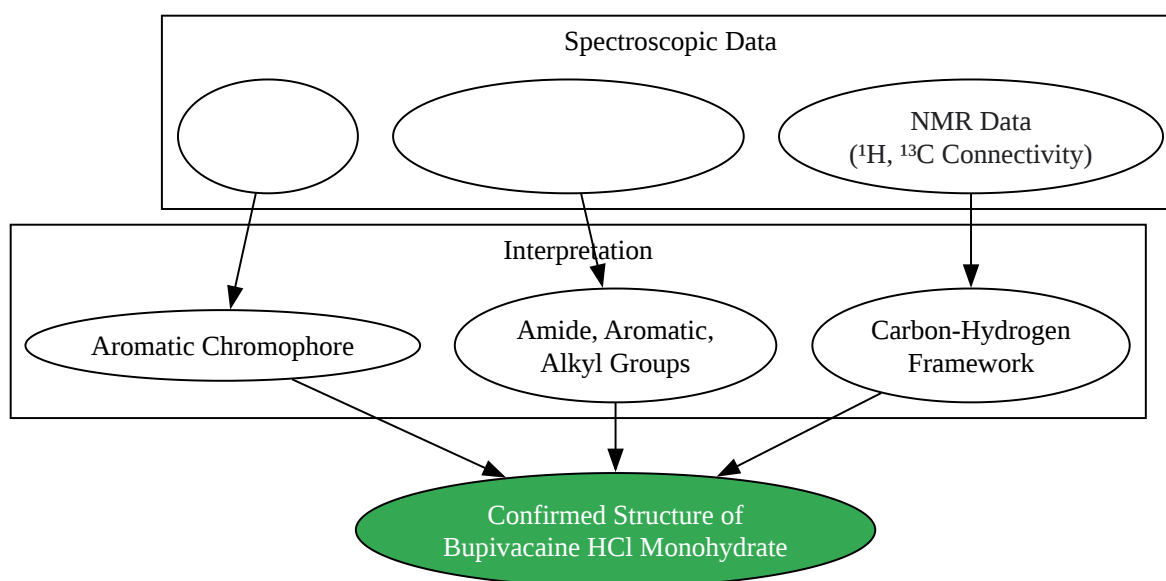 Spectroscopic Data
NMR Data
(¹H, ¹³C Connectivity)
Interpretation
Aromatic Chromophore
Amide, Aromatic,
Alkyl Groups
Carbon-Hydrogen
Framework
Confirmed Structure of
Bupivacaine HCl Monohydrate